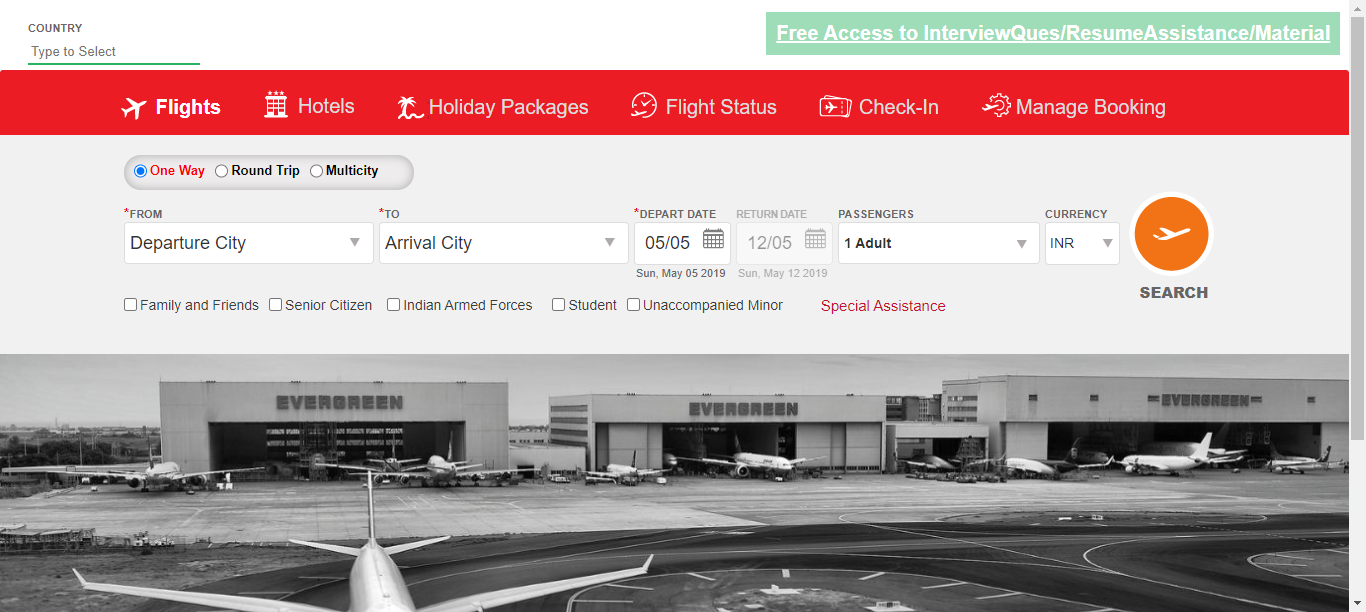 COUNTRY
Type to Select
Free Access to InterviewQues/ResumeAssistance/Material
Flights Hotels Holiday Packages Flight Status Check-In Manage Booking
One Way Round Trip Multicity
*FROM *TO *DEPART DATE RETURN DATE PASSENGERS CURRENCY
Departure City Arrival City 05/05 12/05 1 Adult INR
Sun, May 05 2019 Sun, May 12 2019
SEARCH
Family and Friends Senior Citizen Indian Armed Forces Student Unaccompanied Minor Special Assistance
EVERGREEN EVERGREEN EVERGREEN